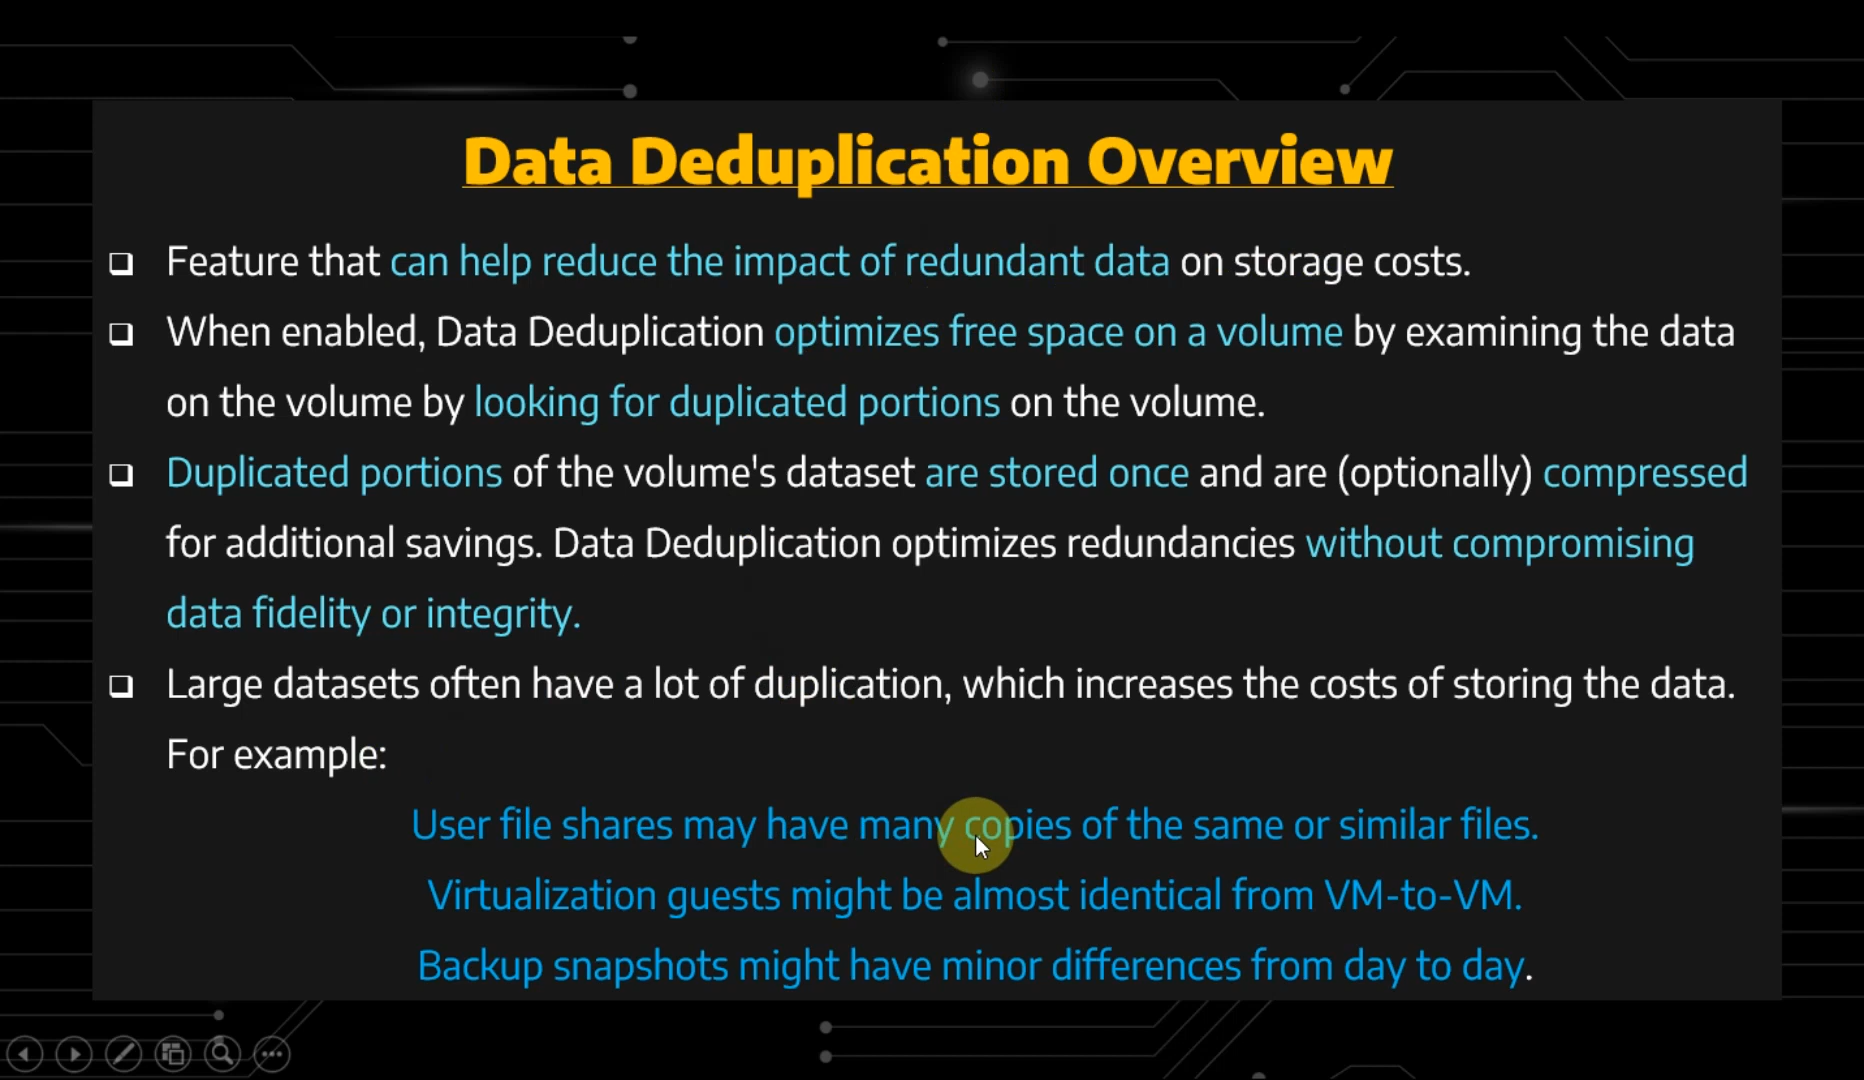 Data Deduplication Overview
Feature that can help reduce the impact of redundant data on storage costs.
When enabled, Data Deduplication optimizes free space on a volume by examining the data
on the volume by looking for duplicated portions on the volume.
Duplicated portions of the volume's dataset are stored once and are (optionally) compressed
for additional savings. Data Deduplication optimizes redundancies without compromising
data fidelity or integrity.
Large datasets often have a lot of duplication, which increases the costs of storing the data.
For example:
User file shares may have many copies of the same or similar files.
Virtualization guests might be almost identical from VM-to-VM.
Backup snapshots might have minor differences from day to day.